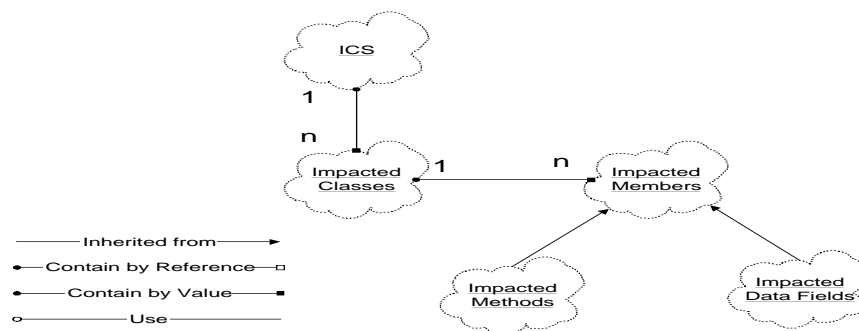 ICS
1
n
Impacted
Classes
1
n
Impacted
Members
Inherited from
Contain by Reference
Contain by Value
Use
Impacted
Methods
Impacted
Data Fields